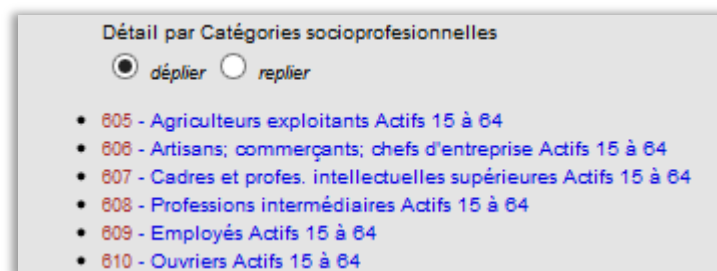 Détail par Catégories socioprofesionnelles
déplier replier
605 - Agriculteurs exploitants Actifs 15 à 64
606 - Artisans; commerçants; chefs d'entreprise Actifs 15 à 64
607 - Cadres et profes. intellectuelles supérieures Actifs 15 à 64
608 - Professions intermédiaires Actifs 15 à 64
609 - Employés Actifs 15 à 64
610 - Ouvriers Actifs 15 à 64